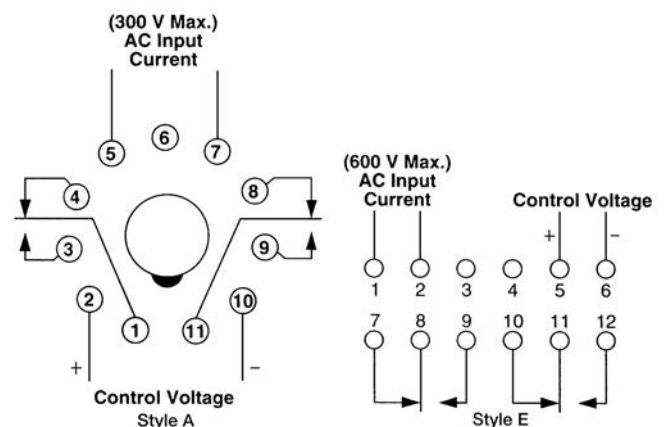 (300 V Max.)
AC Input
Current
5
6
7
4
8
3
9
2
10
1
11
+
−
Control Voltage
Style A
(600 V Max.)
AC Input
Current
Control Voltage
+
−
1 2 3 4 5 6
7 8 9 10 11 12
Style E